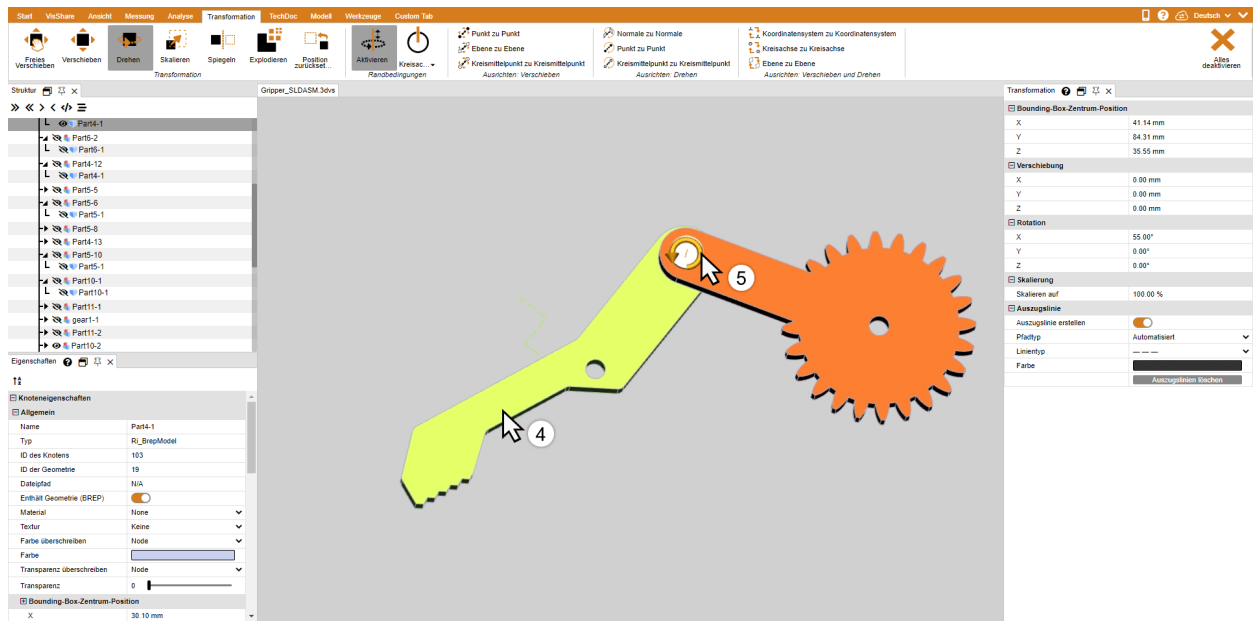 Start VisShare Ansicht Messung Analyse Transformation TechDoc Modell Werkzeuge Custom Tab Deutsch
Freies Verschieben
Verschieben
Drehen
Skalieren
Spiegeln
Explodieren
Position zurückset...
Transformation
Aktivieren
Kreisac...
Randbedingungen
Punkt zu Punkt
Ebene zu Ebene
Kreismittelpunkt zu Kreismittelpunkt
Ausrichten: Verschieben
Normale zu Normale
Punkt zu Punkt
Kreismittelpunkt zu Kreismittelpunkt
Ausrichten: Drehen
Koordinatensystem zu Koordinatensystem
Kreisachse zu Kreisachse
Ebene zu Ebene
Ausrichten: Verschieben und Drehen
Alles deaktivieren
Struktur
Part4-1
Part6-2
Part6-1
Part4-12
Part4-1
Part5-5
Part5-6
Part5-1
Part5-8
Part4-13
Part5-10
Part5-1
Part10-1
Part10-1
Part11-1
gear1-1
Part11-2
Part10-2
Eigenschaften
Knoteneigenschaften
Allgemein
Name Part4-1
Typ Ri_BrepModel
ID des Knotens 103
ID der Geometrie 19
Dateipfad N/A
Enthält Geometrie (BREP)
Material None
Textur Keine
Farbe überschreiben Node
Farbe
Transparenz überschreiben Node
Transparenz 0
Bounding-Box-Zentrum-Position
X 30.10 mm
Gripper_SLDASM.3dvs
5
4
Transformation
Bounding-Box-Zentrum-Position
X 41.14 mm
Y 84.31 mm
Z 35.55 mm
Verschiebung
X 0.00 mm
Y 0.00 mm
Z 0.00 mm
Rotation
X 55.00°
Y 0.00°
Z 0.00°
Skalierung
Skalieren auf 100.00 %
Auszugslinie
Auszugslinie erstellen
Pfadtyp Automatisiert
Linientyp
Farbe
Auszugslinien löschen